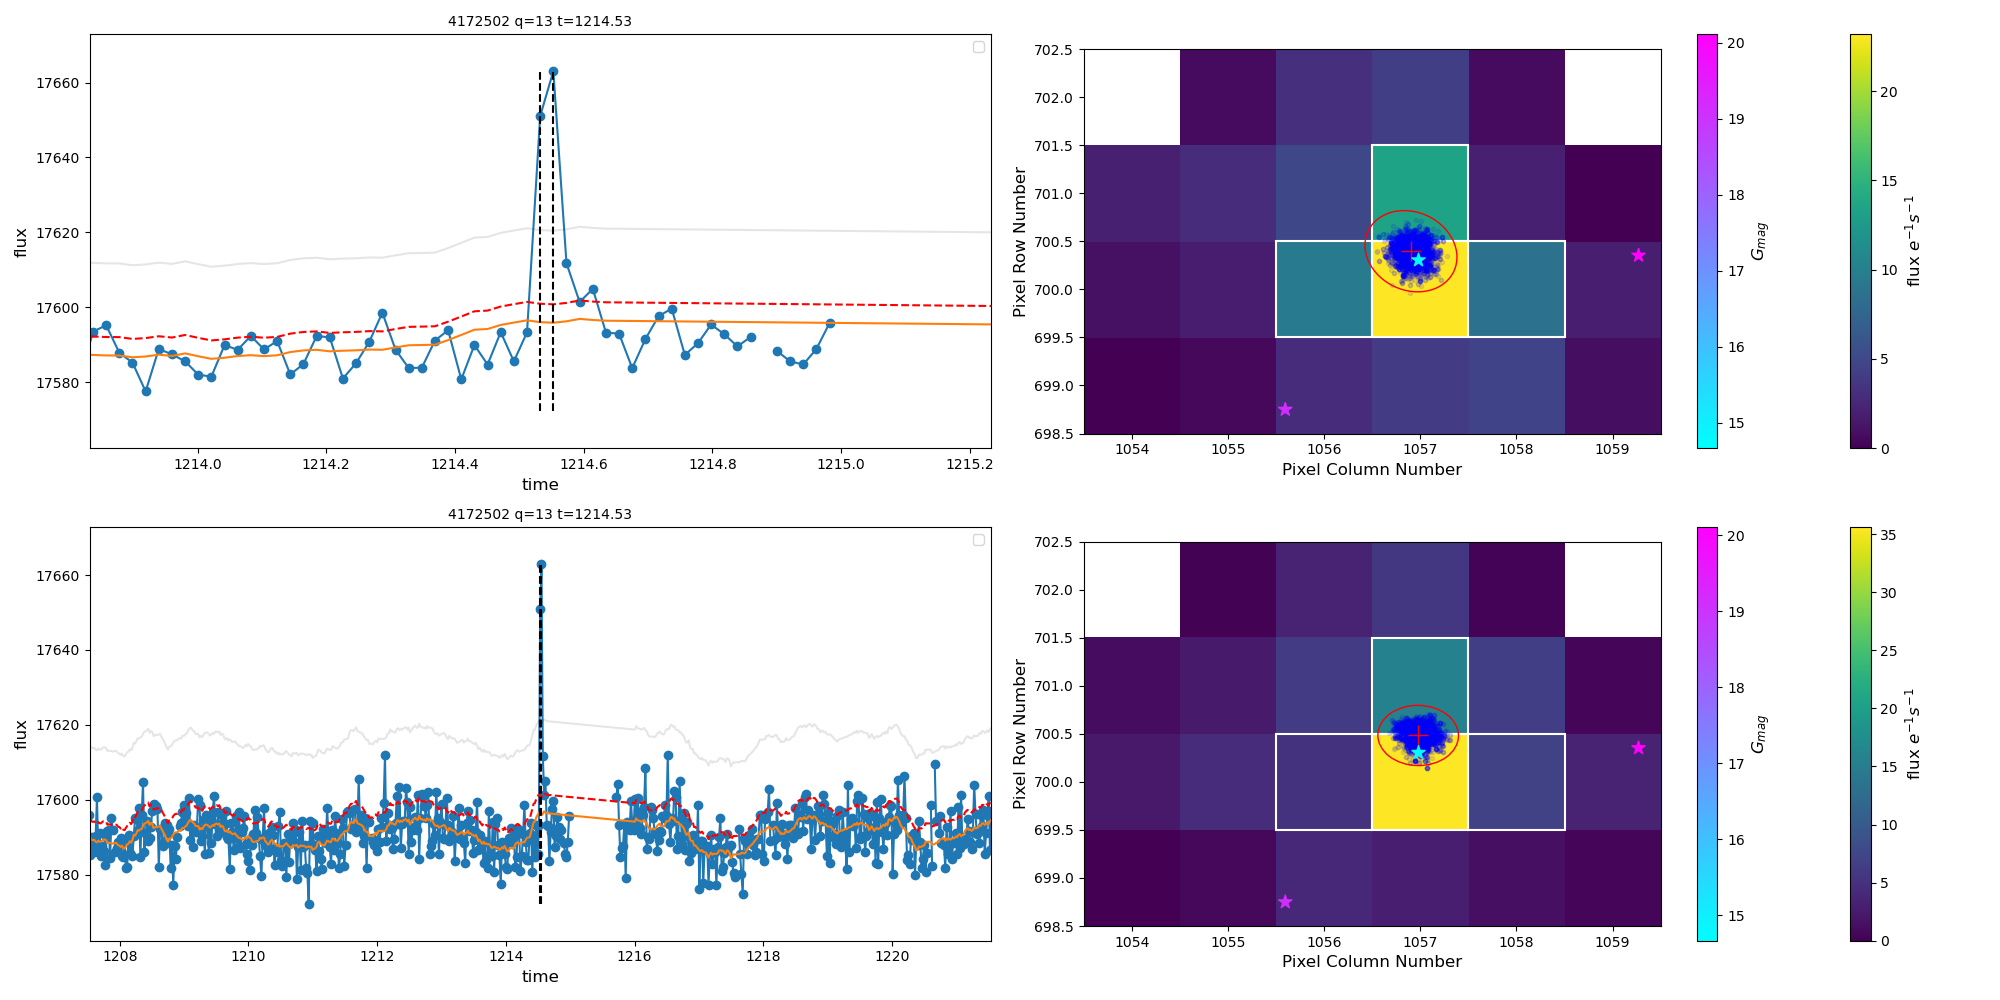 4172502 q=13 t=1214.53
flux
17660
17640
17620
17600
17580
1214.0 1214.2 1214.4 1214.6 1214.8 1215.0 1215.2
time
Pixel Row Number
702.5
702.0
701.5
701.0
700.5
700.0
699.5
699.0
698.5
1054 1055 1056 1057 1058 1059
Pixel Column Number
20
19
18
17
16
15
G_mag
20
15
10
5
0
flux e⁻¹s⁻¹
4172502 q=13 t=1214.53
flux
17660
17640
17620
17600
17580
1208 1210 1212 1214 1216 1218 1220
time
Pixel Row Number
702.5
702.0
701.5
701.0
700.5
700.0
699.5
699.0
698.5
1054 1055 1056 1057 1058 1059
Pixel Column Number
20
19
18
17
16
15
G_mag
35
30
25
20
15
10
5
0
flux e⁻¹s⁻¹